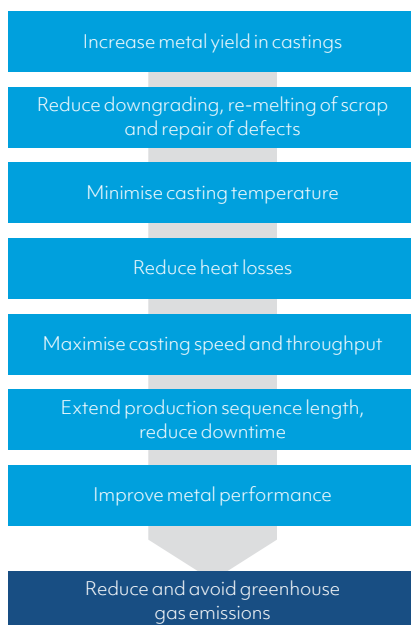 Increase metal yield in castings
Reduce downgrading, re-melting of scrap
and repair of defects
Minimise casting temperature
Reduce heat losses
Maximise casting speed and throughput
Extend production sequence length,
reduce downtime
Improve metal performance
Reduce and avoid greenhouse
gas emissions